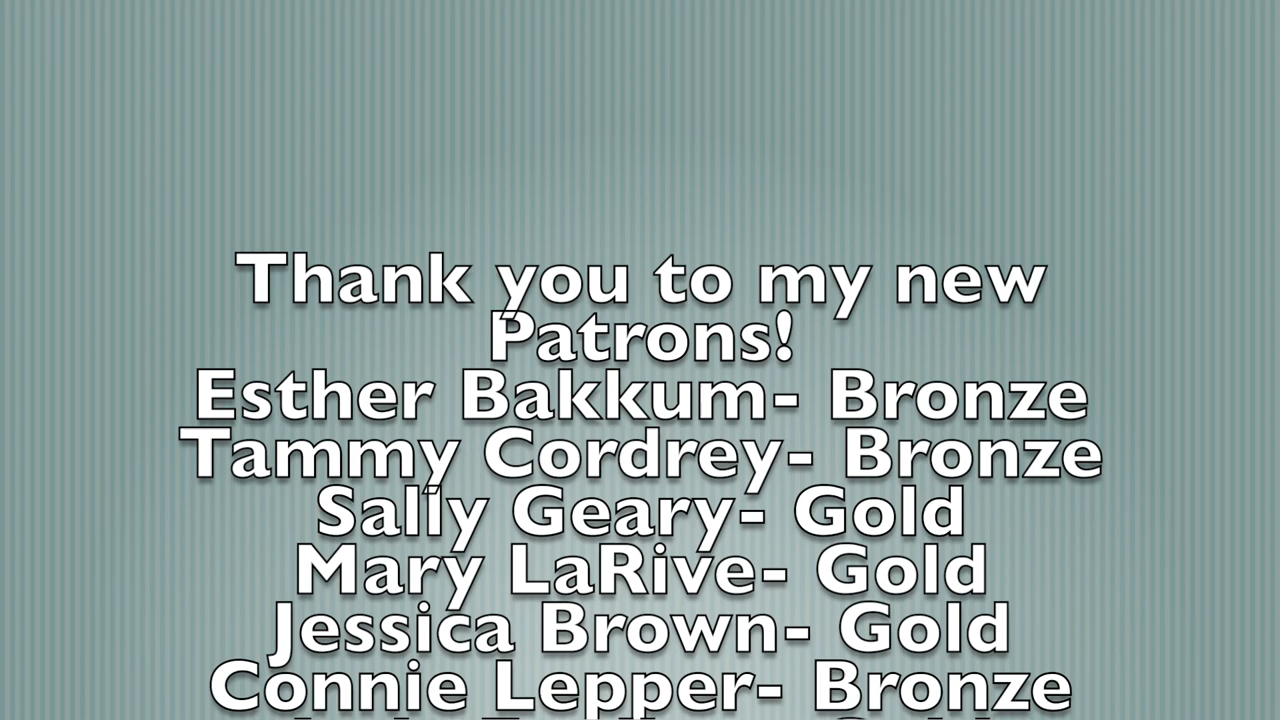 Thank you to my new
Patrons!
Esther Bakkum- Bronze
Tammy Cordrey- Bronze
Sally Geary- Gold
Mary LaRive- Gold
Jessica Brown- Gold
Connie Lepper- Bronze